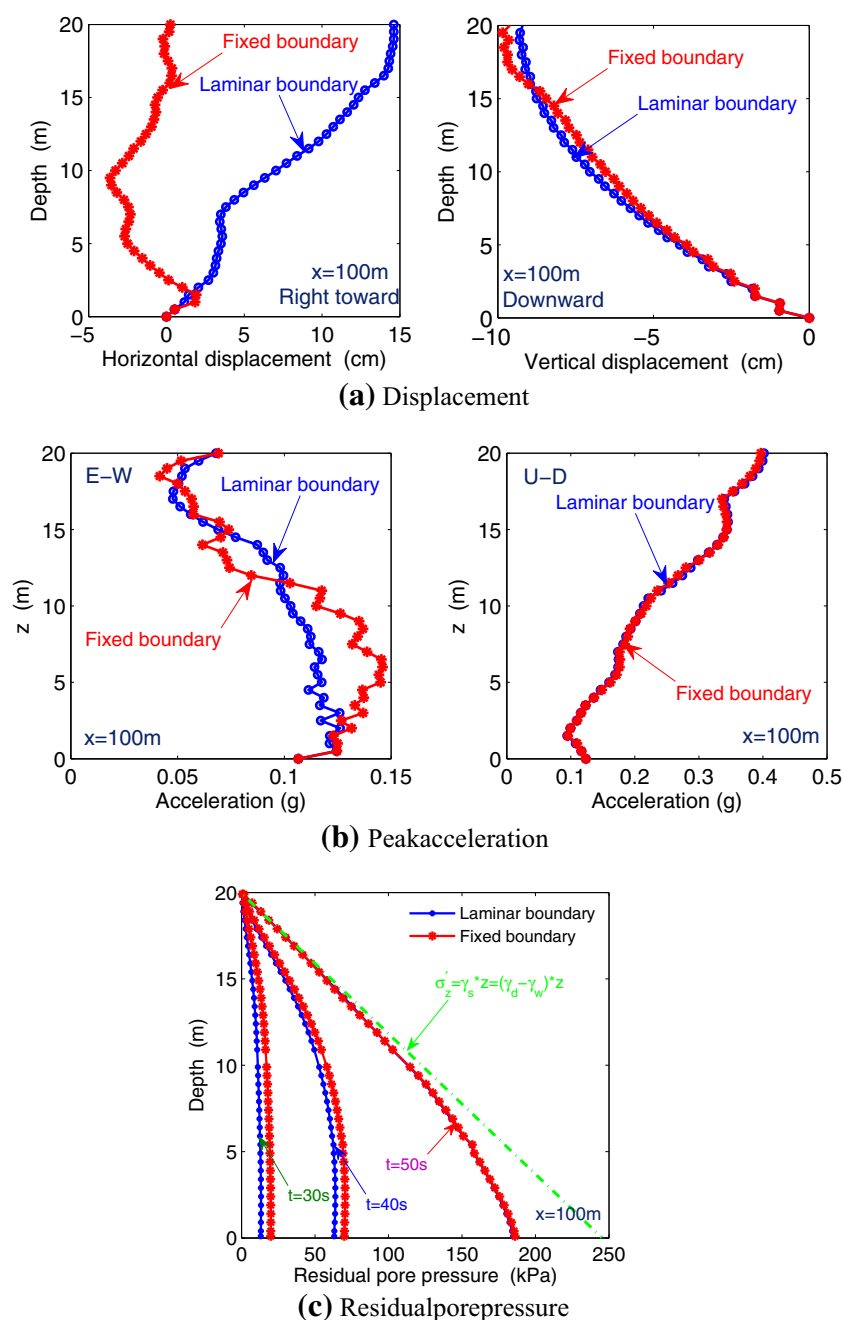 20
15
10
5
0
Depth (m)
Fixed boundary
Laminar boundary
x=100m
Right toward
−5
0
5
10
15
Horizontal displacement (cm)
20
15
10
5
0
Depth (m)
Fixed boundary
Laminar boundary
x=100m
Downward
−10
−5
0
Vertical displacement (cm)
(a) Displacement
20
15
10
5
0
z (m)
E−W
Laminar boundary
Fixed boundary
x=100m
0
0.05
0.1
0.15
Acceleration (g)
20
15
10
5
0
z (m)
U−D
Laminar boundary
Fixed boundary
x=100m
0
0.1
0.2
0.3
0.4
0.5
Acceleration (g)
(b) Peakacceleration
20
15
10
5
0
Depth (m)
Laminar boundary
Fixed boundary
σ'z=γs*z=(γd−γw)*z
t=30s
t=40s
t=50s
x=100m
0
50
100
150
200
250
Residual pore pressure (kPa)
(c) Residualporepressure